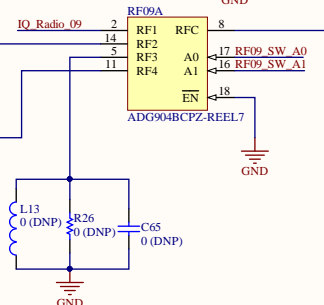 GND
RF09A
IQ_Radio_09
2
RF1
RFC
8
14
RF2
5
RF3
A0
17
RF09_SW_A0
11
RF4
A1
16
RF09_SW_A1
EN
18
ADG904BCPZ-REEL7
GND
L13
0 (DNP)
R26
0 (DNP)
C65
0 (DNP)
GND